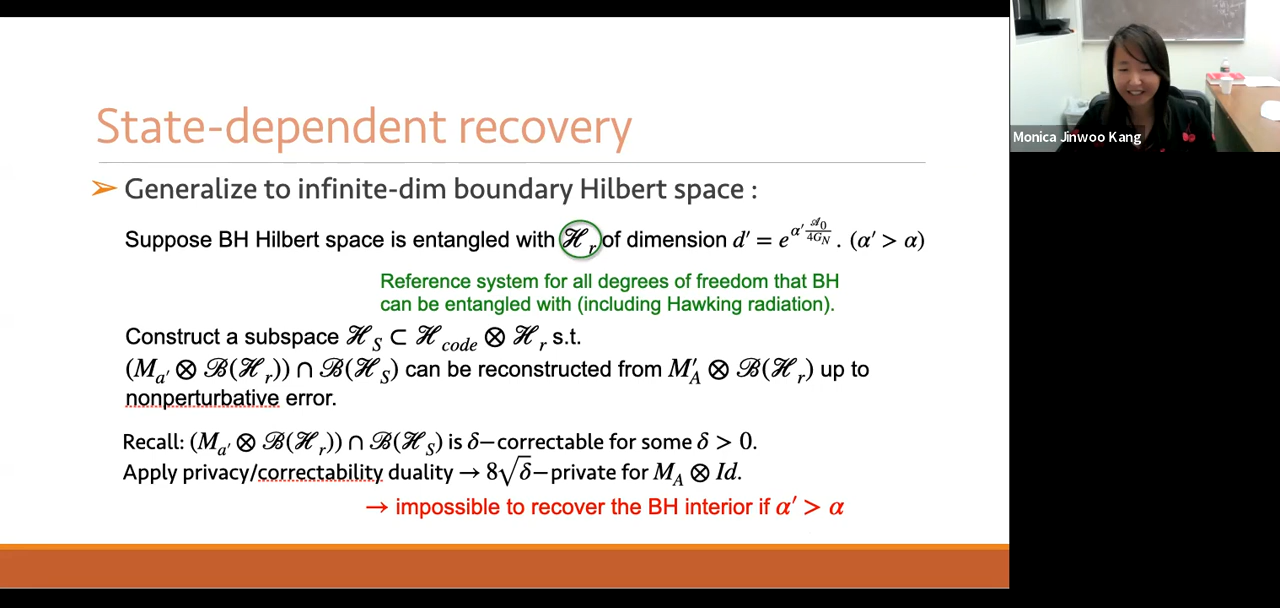 State-dependent recovery
➢ Generalize to infinite-dim boundary Hilbert space :
Suppose BH Hilbert space is entangled with ℋ_r of dimension d′ = e^{α′ 𝒜₀/4G_N} . (α′ > α)
Reference system for all degrees of freedom that BH
can be entangled with (including Hawking radiation).
Construct a subspace ℋ_S ⊂ ℋ_code ⊗ ℋ_r s.t.
(M_{a′} ⊗ ℬ(ℋ_r)) ∩ ℬ(ℋ_S) can be reconstructed from M′_A ⊗ ℬ(ℋ_r) up to
nonperturbative error.
Recall: (M_{a′} ⊗ ℬ(ℋ_r)) ∩ ℬ(ℋ_S) is δ−correctable for some δ > 0.
Apply privacy/correctability duality → 8√δ−private for M_A ⊗ Id.
→ impossible to recover the BH interior if α′ > α
Monica Jinwoo Kang